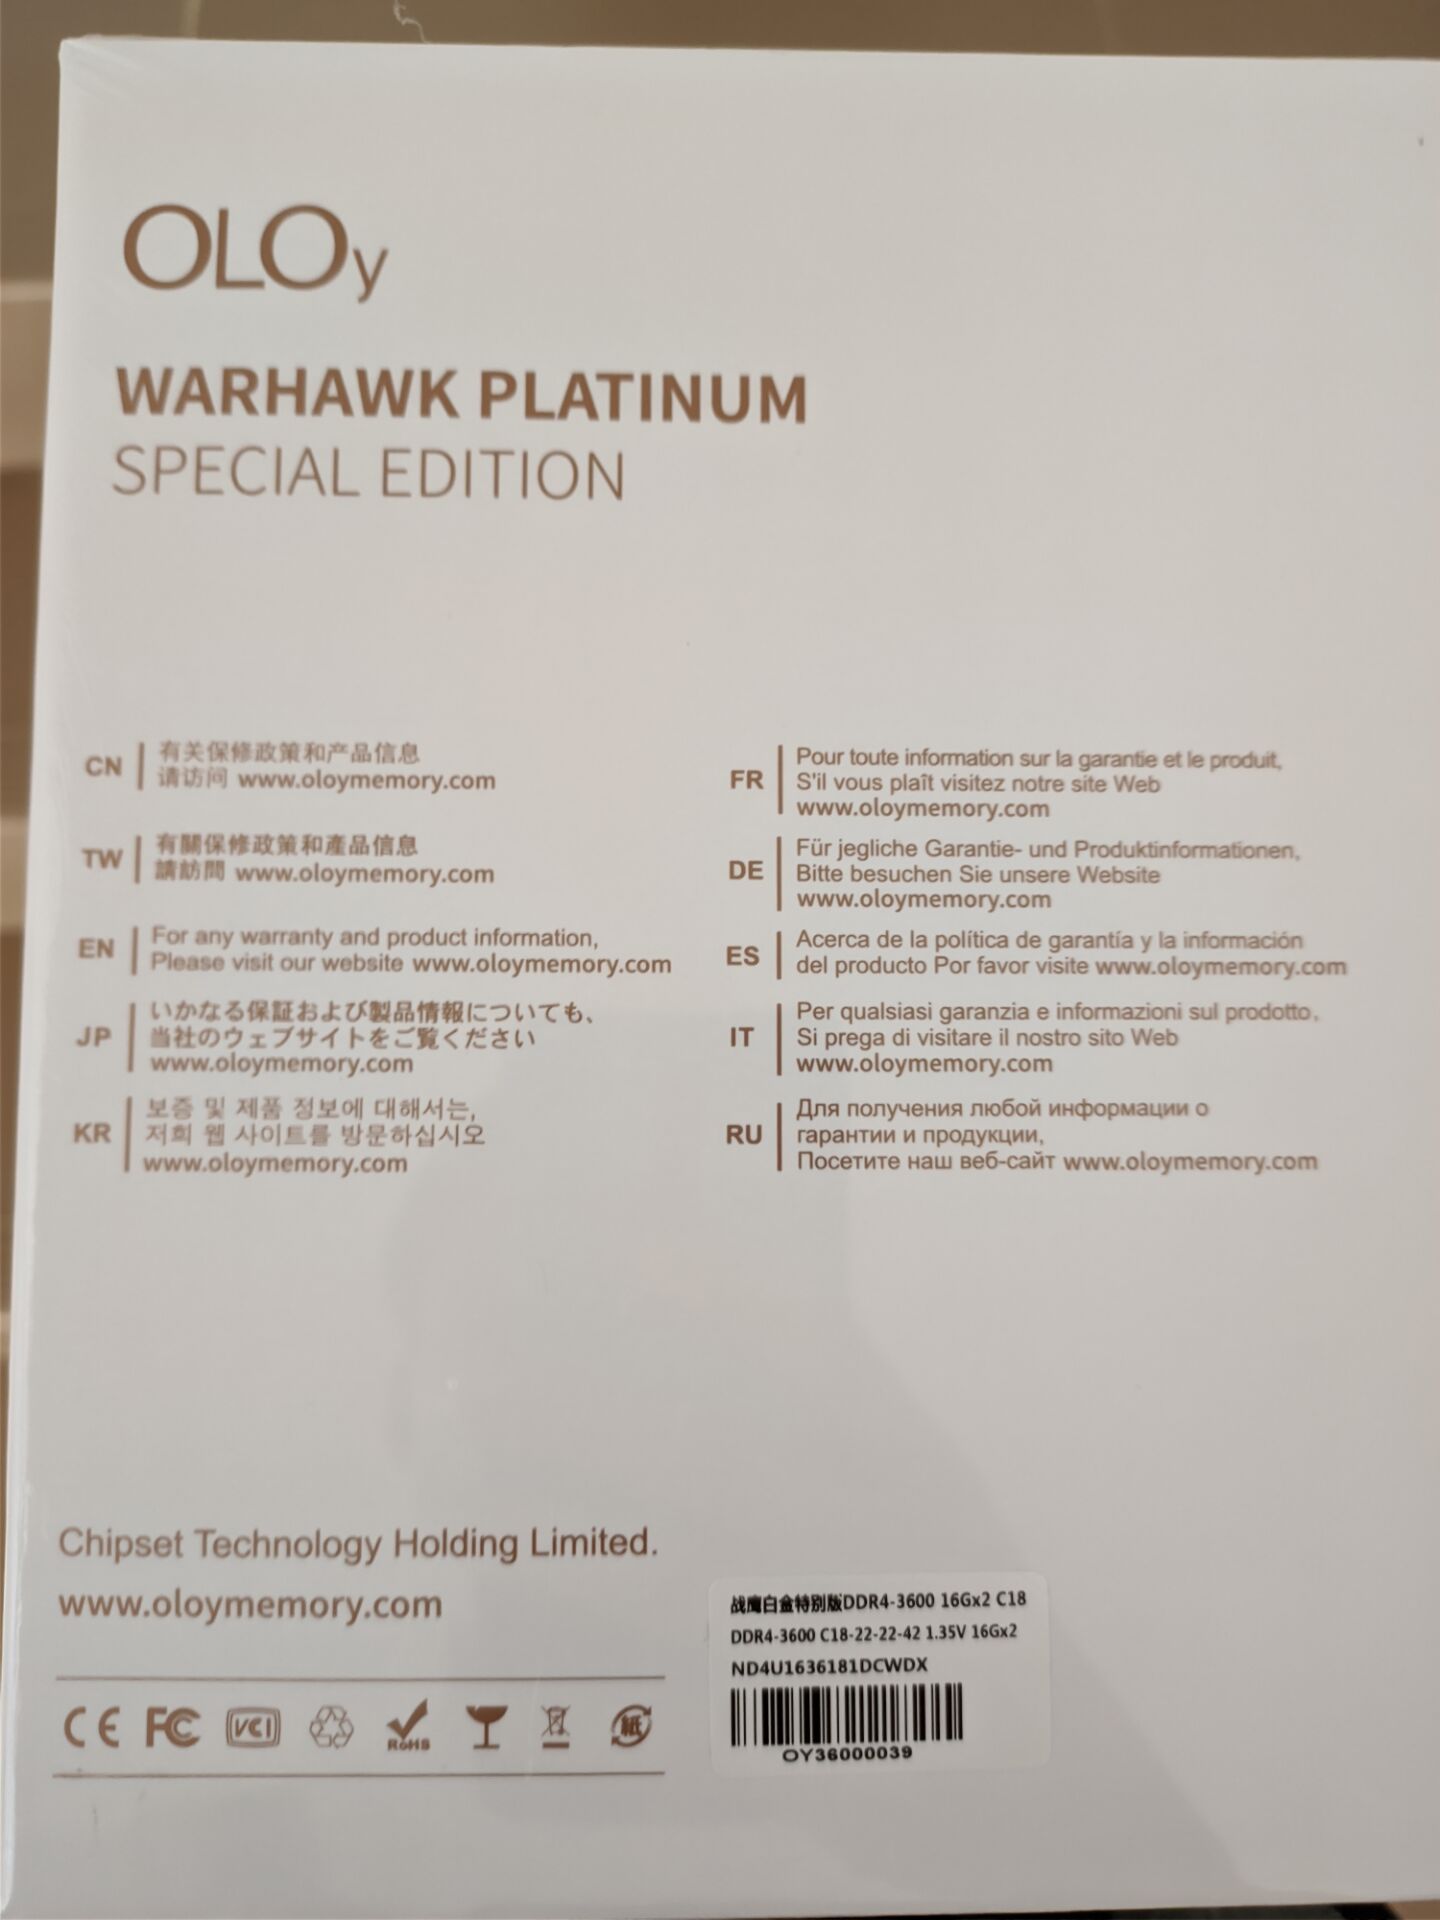 OLOy
WARHAWK PLATINUM
SPECIAL EDITION
CN
有关保修政策和产品信息
请访问 www.oloymemory.com
TW
有關保修政策和產品信息
請訪問 www.oloymemory.com
EN
For any warranty and product information,
Please visit our website www.oloymemory.com
JP
いかなる保証および製品情報についても、
当社のウェブサイトをご覧ください
www.oloymemory.com
KR
보증 및 제품 정보에 대해서는,
저희 웹 사이트를 방문하십시오
www.oloymemory.com
FR
Pour toute information sur la garantie et le produit,
S'il vous plaît visitez notre site Web
www.oloymemory.com
DE
Für jegliche Garantie- und Produktinformationen,
Bitte besuchen Sie unsere Website
www.oloymemory.com
ES
Acerca de la política de garantía y la información
del producto Por favor visite www.oloymemory.com
IT
Per qualsiasi garanzia e informazioni sul prodotto,
Si prega di visitare il nostro sito Web
www.oloymemory.com
RU
Для получения любой информации о
гарантии и продукции,
Посетите наш веб-сайт www.oloymemory.com
Chipset Technology Holding Limited.
www.oloymemory.com
CE FC VCI RoHS 紙
战鹰白金特别版DDR4-3600 16Gx2 C18
DDR4-3600 C18-22-22-42 1.35V 16Gx2
ND4U1636181DCWDX
OY36000039